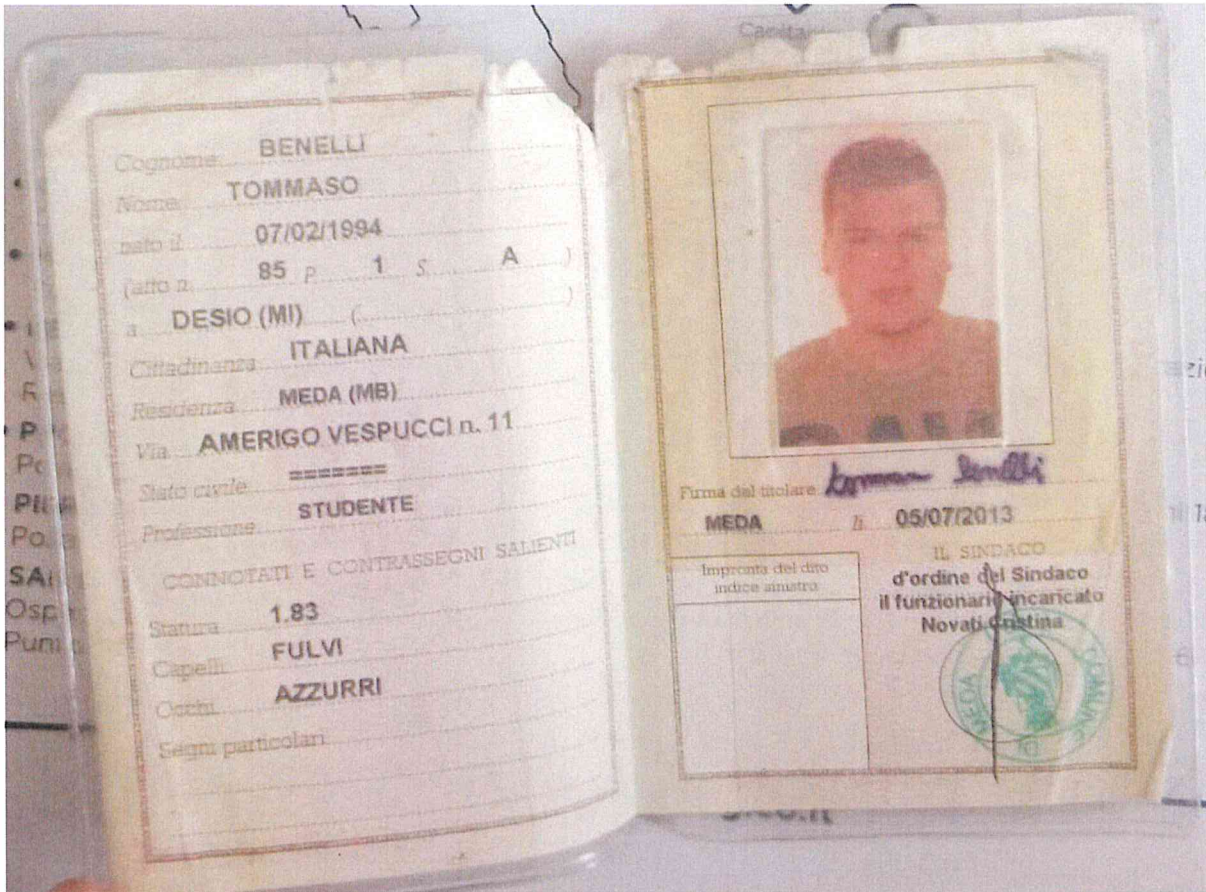 Cognome BENELLI
Nome TOMMASO
nato il 07/02/1994
(atto n. 85 P. 1 S. A )
a DESIO (MI) ( )
Cittadinanza ITALIANA
Residenza MEDA (MB)
Via AMERIGO VESPUCCI n. 11
Stato civile =======
Professione STUDENTE
CONNOTATI E CONTRASSEGNI SALIENTI
Statura 1.83
Capelli FULVI
Occhi AZZURRI
Segni particolari
Firma del titolare
MEDA li 05/07/2013
Impronta del dito
indice sinistro
IL SINDACO
d'ordine del Sindaco
il funzionario incaricato
Novati Cristina
COMUNE DI MEDA